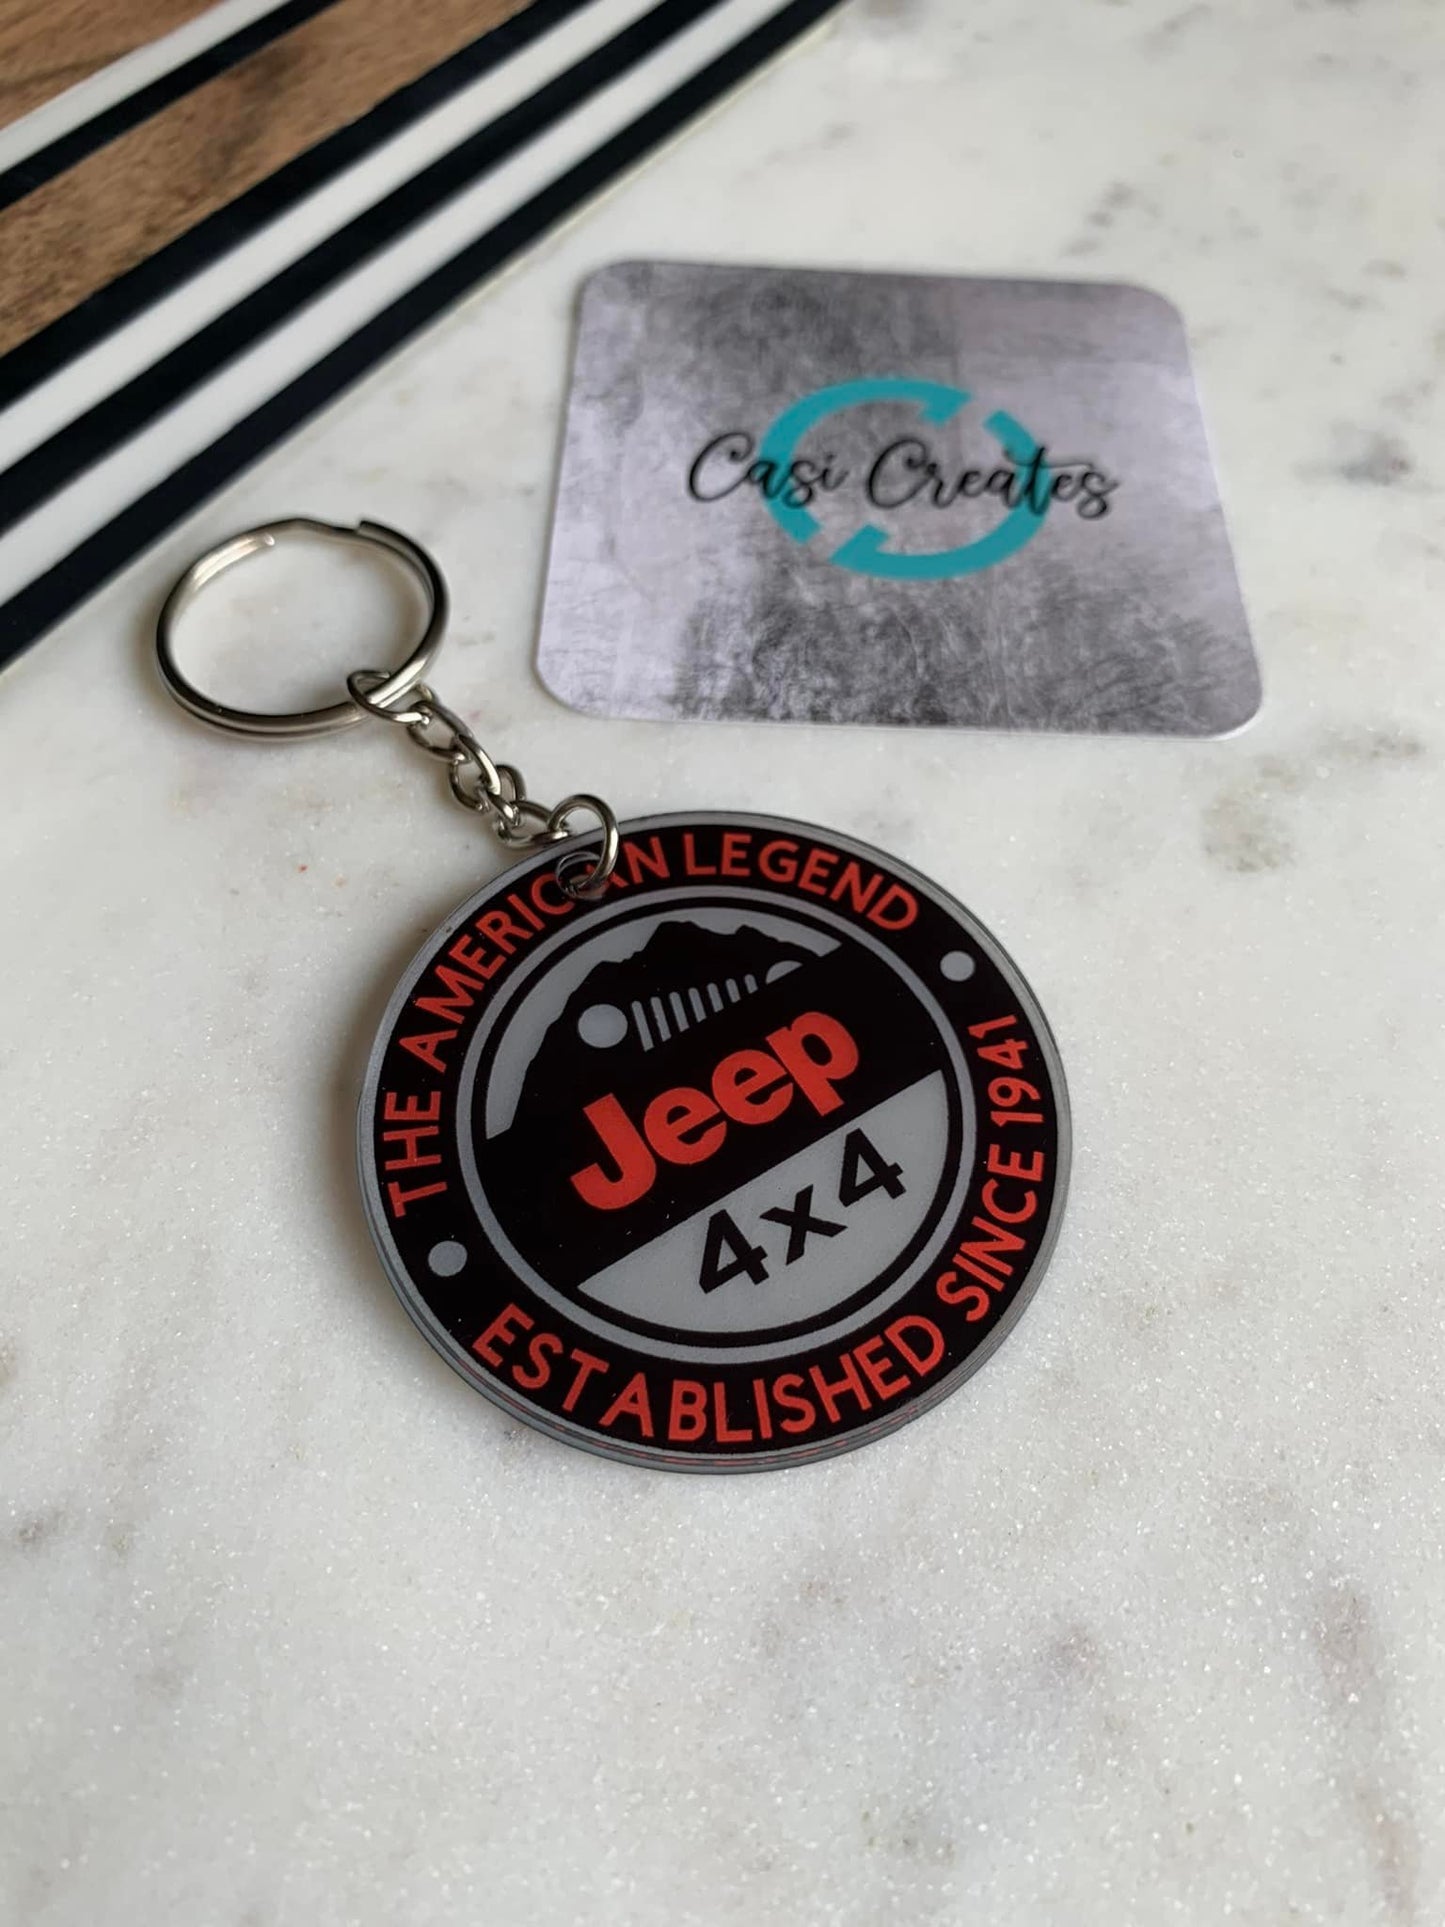 Casi Creates
THE AMERICAN LEGEND
Jeep
4x4
ESTABLISHED SINCE 1941